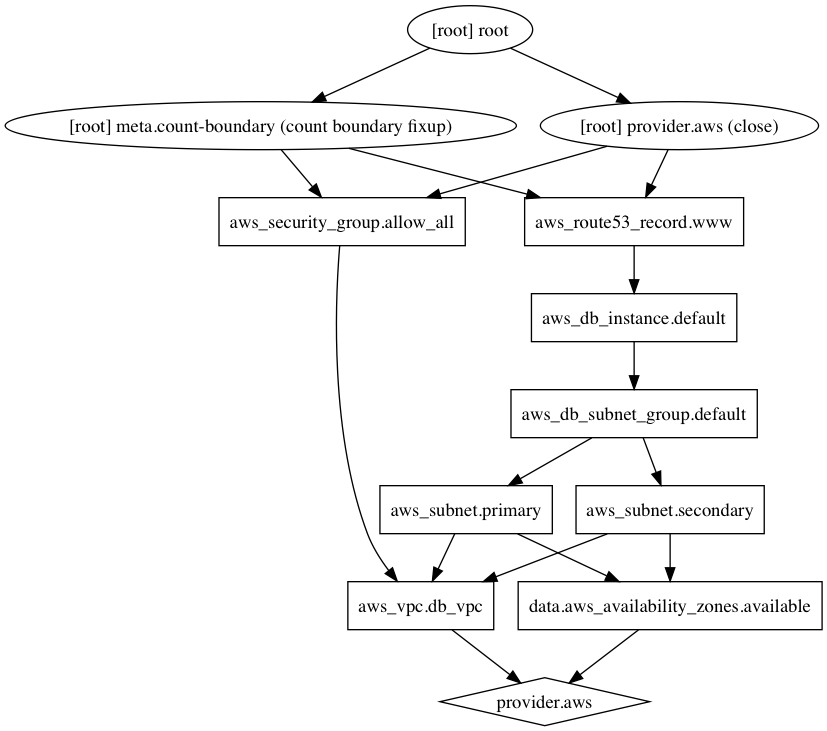 [root] root
[root] meta.count-boundary (count boundary fixup)
[root] provider.aws (close)
aws_security_group.allow_all
aws_route53_record.www
aws_db_instance.default
aws_db_subnet_group.default
aws_subnet.primary
aws_subnet.secondary
aws_vpc.db_vpc
data.aws_availability_zones.available
provider.aws